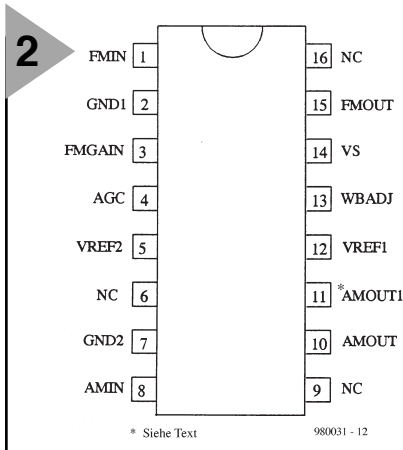 2
FMIN 1
GND1 2
FMGAIN 3
AGC 4
VREF2 5
NC 6
GND2 7
AMIN 8
16 NC
15 FMOUT
14 VS
13 WBADJ
12 VREF1
11 *AMOUT1
10 AMOUT
9 NC
* Siehe Text
980031 - 12